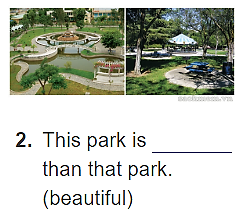 2. This park is ________
than that park.
(beautiful)